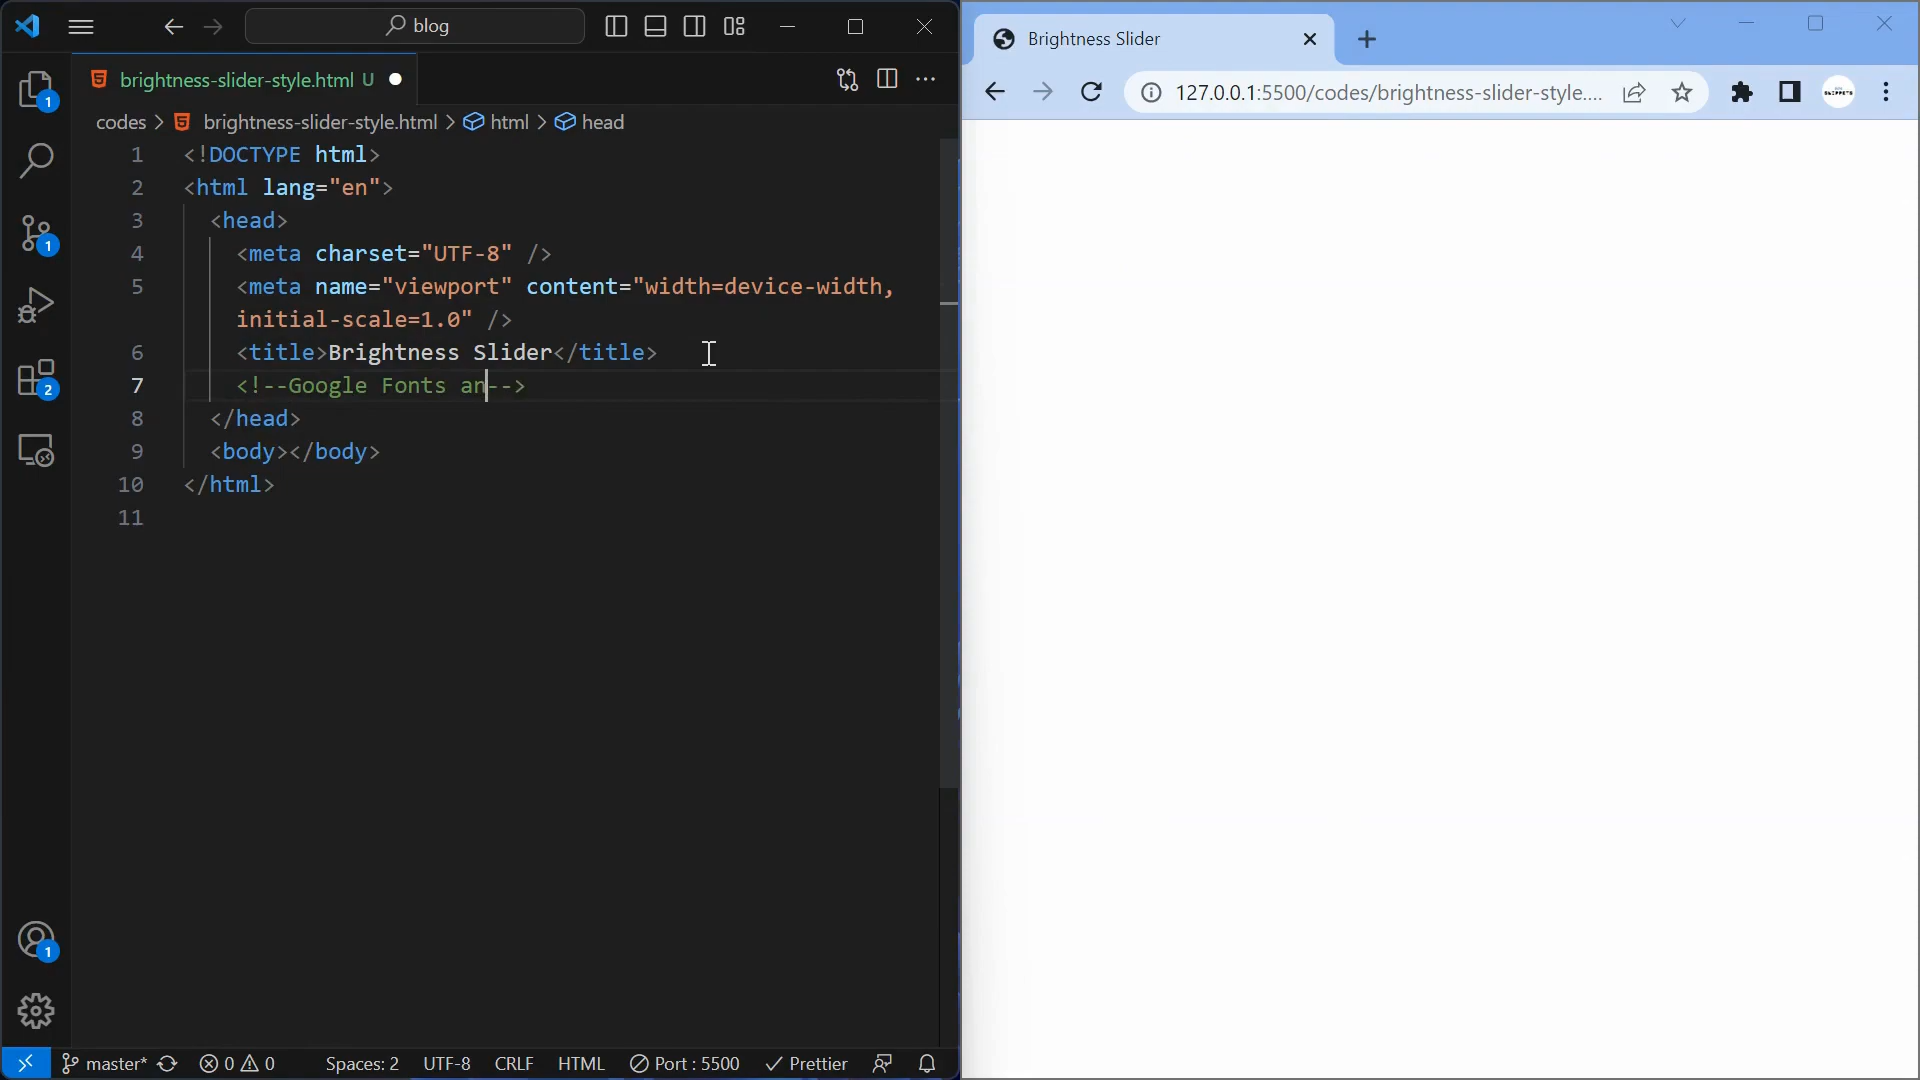 blog
brightness-slider-style.html U
codes > brightness-slider-style.html > html > head
1 <!DOCTYPE html>
2 <html lang="en">
3 <head>
4 <meta charset="UTF-8" />
5 <meta name="viewport" content="width=device-width,
initial-scale=1.0" />
6 <title>Brightness Slider</title>
7 <!--Google Fonts an-->
8 </head>
9 <body></body>
10 </html>
11
1
1
2
1
master* 0 0 Spaces: 2 UTF-8 CRLF HTML Port : 5500 Prettier
Brightness Slider
127.0.0.1:5500/codes/brightness-slider-style....